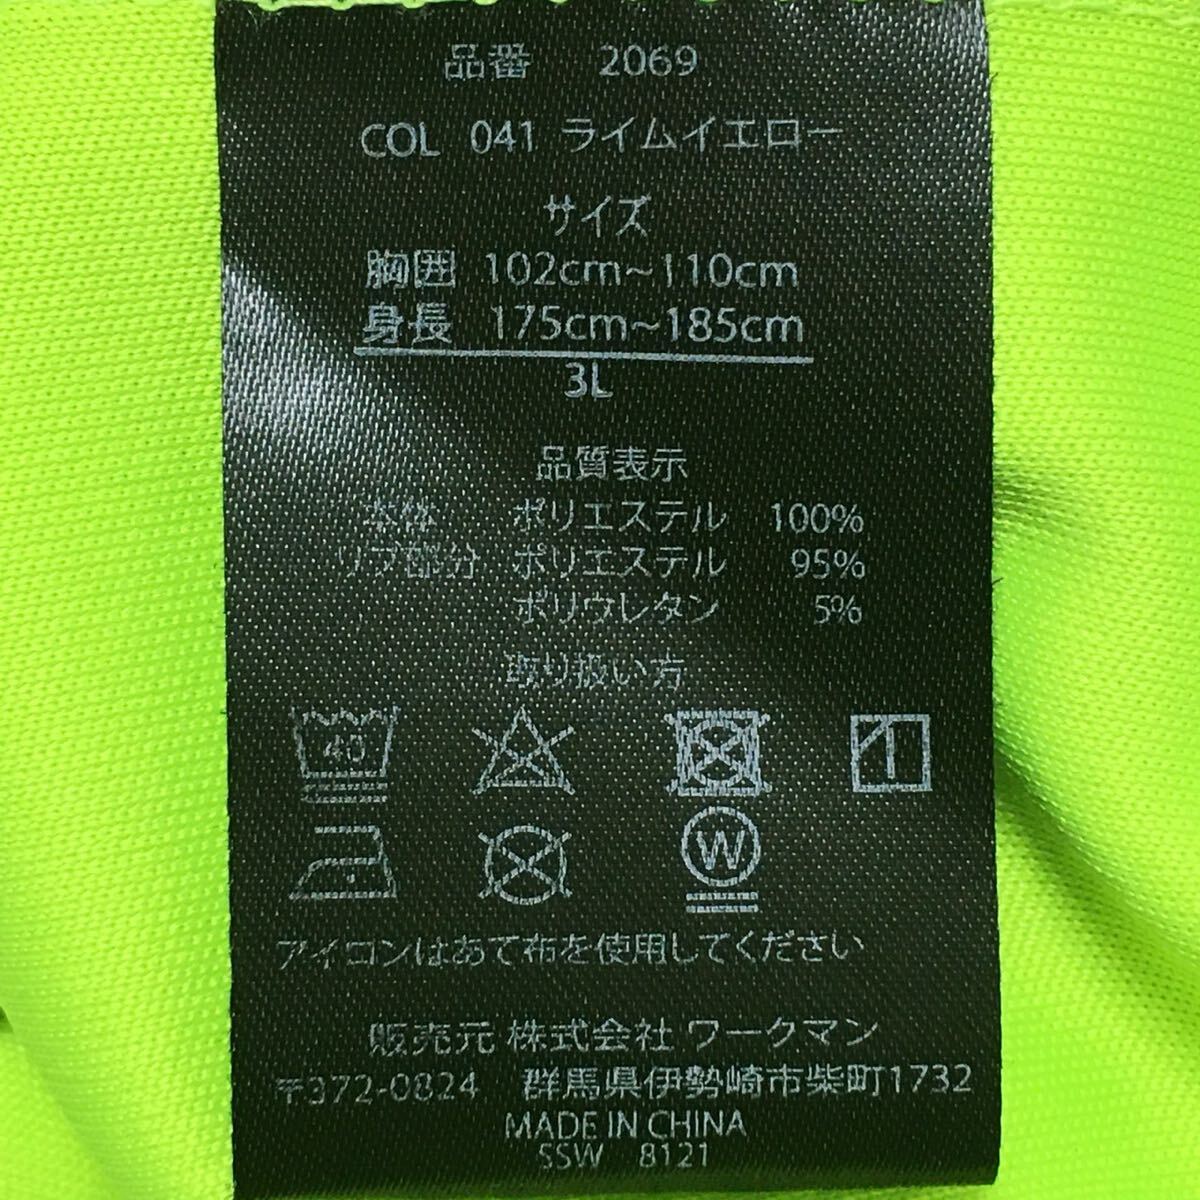 品番 2069
COL 041 ライムイエロー
サイズ
胸囲 102cm~110cm
身長 175cm~185cm
3L
品質表示
本体 ポリエステル 100%
リブ部分 ポリエステル 95%
ポリウレタン 5%
取り扱い方
40
W
アイロンはあて布を使用してください
販売元 株式会社 ワークマン
〒372-0824 群馬県伊勢崎市柴町1732
MADE IN CHINA
SSW 8121